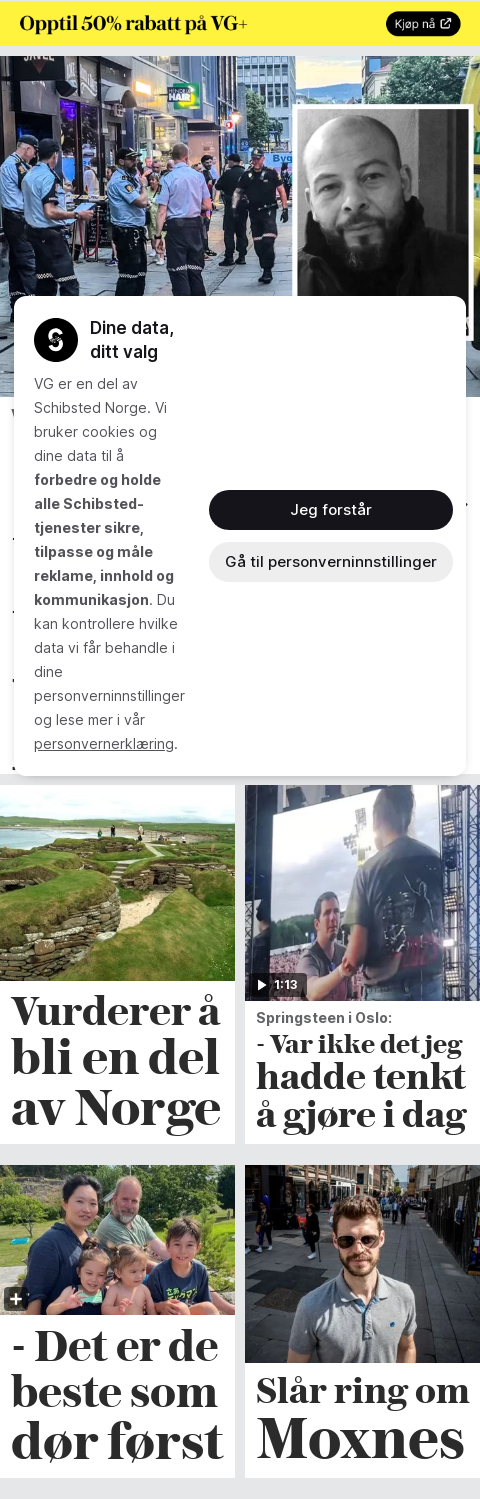 Opptil 50% rabatt på VG+
Kjøp nå
HAIR
Byg
Dine data,
ditt valg
VG er en del av
Schibsted Norge. Vi
bruker cookies og
dine data til å
forbedre og holde
alle Schibsted-
tjenester sikre,
tilpasse og måle
reklame, innhold og
kommunikasjon. Du
kan kontrollere hvilke
data vi får behandle i
dine
personverninnstillinger
og lese mer i vår
personvernerklæring.
Jeg forstår
Gå til personverninnstillinger
Vurderer å
bli en del
av Norge
1:13
Springsteen i Oslo:
- Var ikke det jeg
hadde tenkt
å gjøre i dag
- Det er de
beste som
dør først
Slår ring om
Moxnes